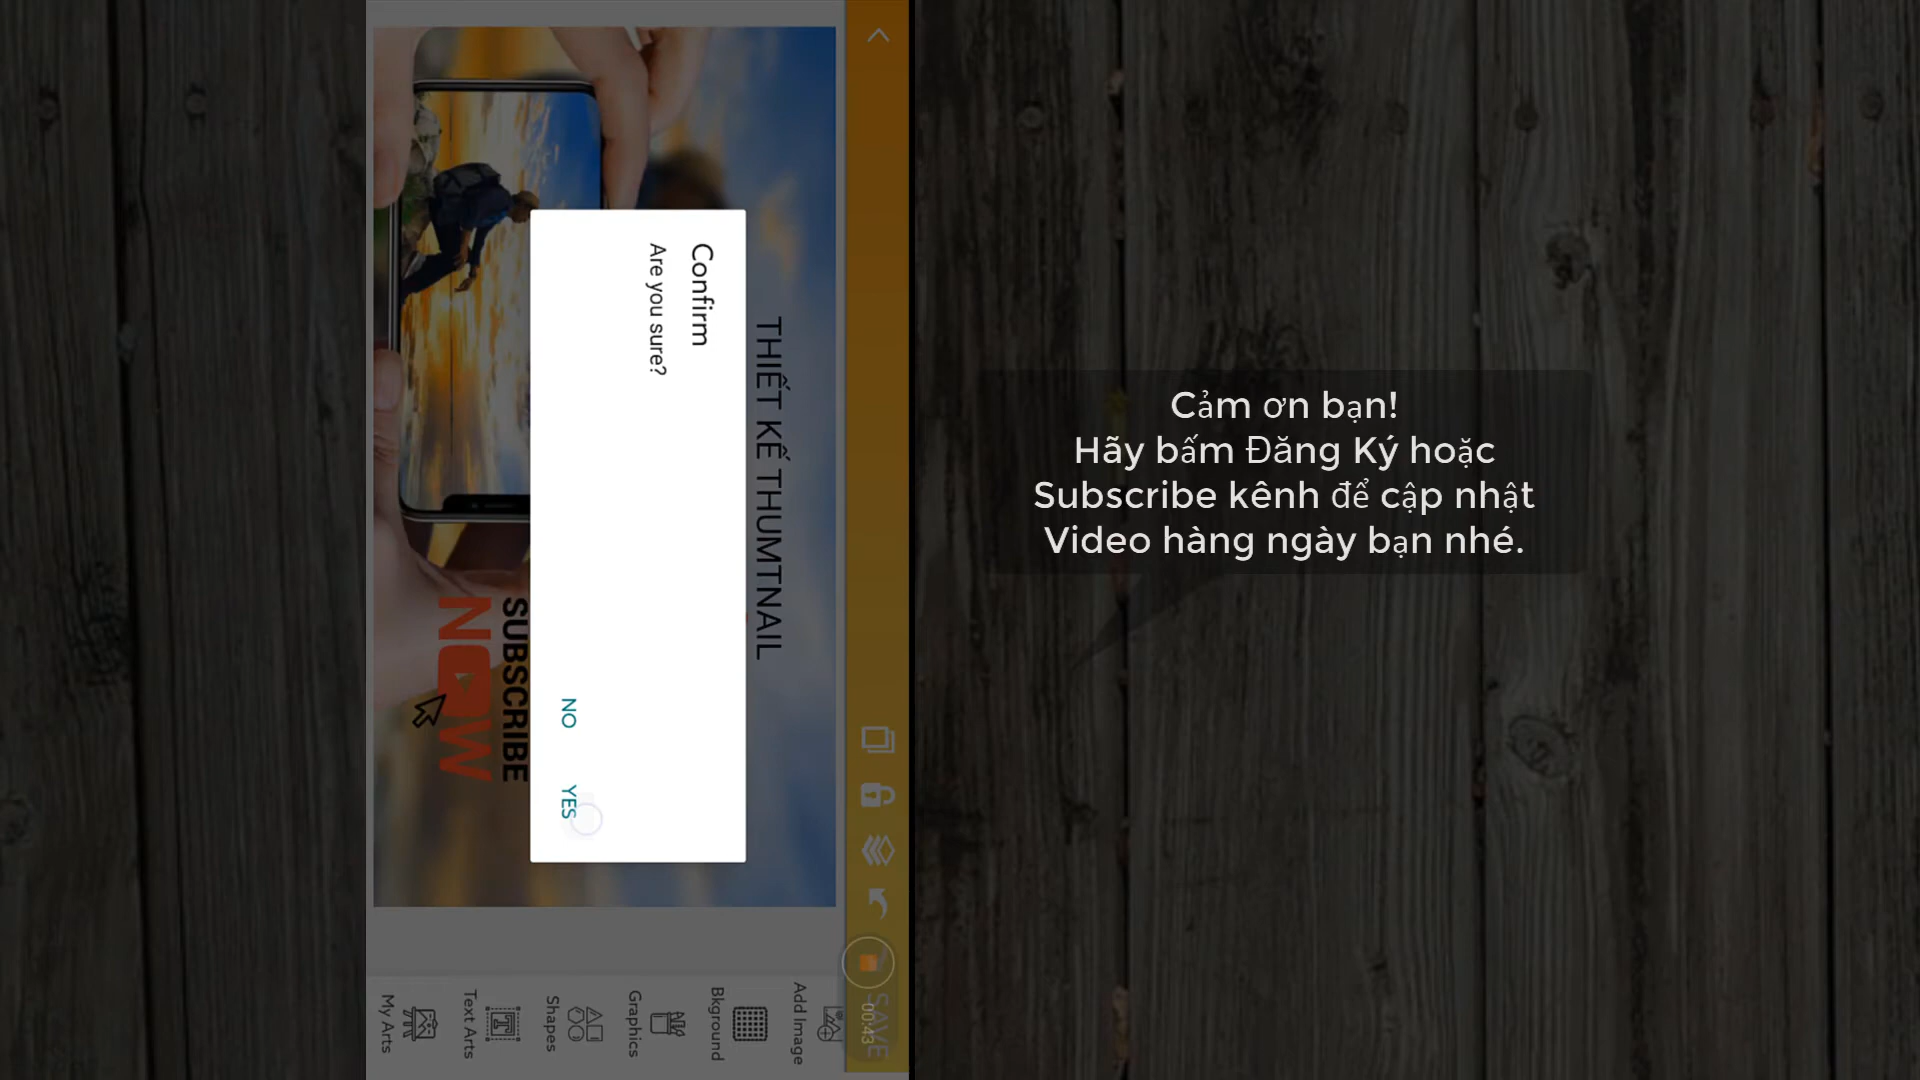 THIẾT KẾ THUMTNAIL
Confirm
Are you sure?
NO
YES
SUBSCRIBE
NOW
SAVE
00:43
Add Image
Bkground
Graphics
Shapes
Text Arts
My Arts
Cảm ơn bạn!
Hãy bấm Đăng Ký hoặc
Subscribe kênh để cập nhật
Video hàng ngày bạn nhé.